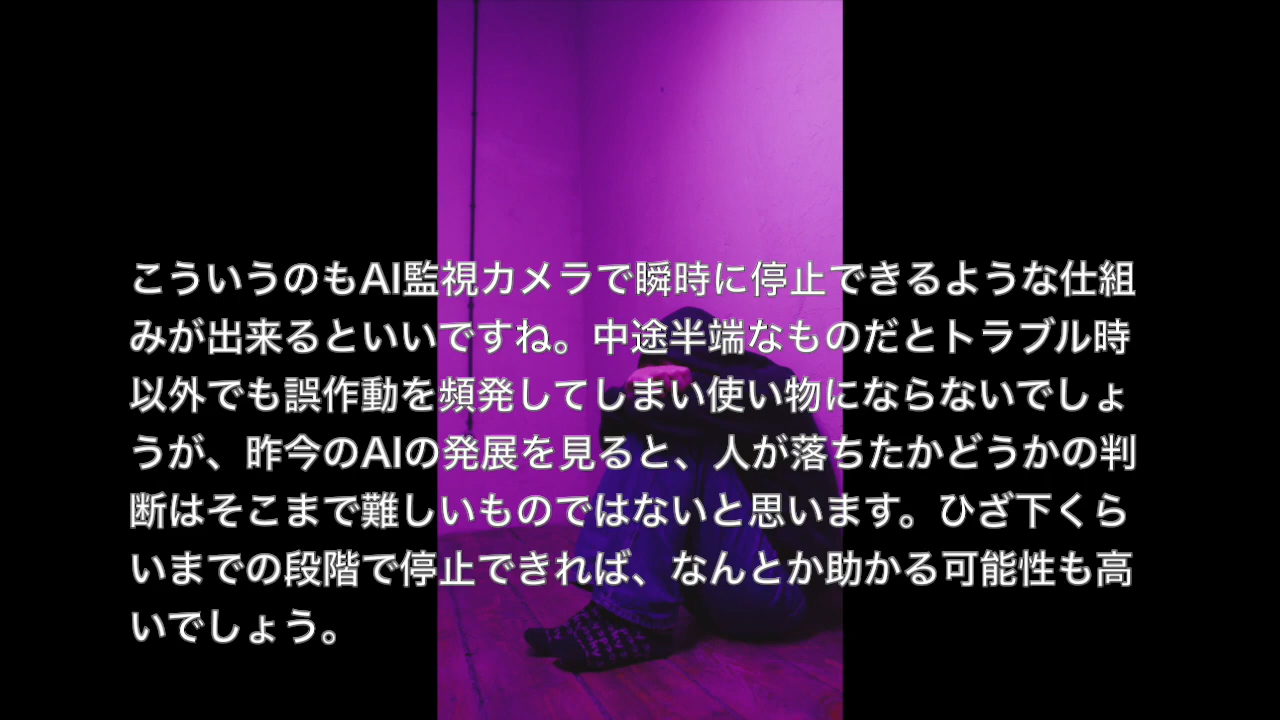 こういうのもAI監視カメラで瞬時に停止できるような仕組
みが出来るといいですね。中途半端なものだとトラブル時
以外でも誤作動を頻発してしまい使い物にならないでしょ
うが、昨今のAIの発展を見ると、人が落ちたかどうかの判
断はそこまで難しいものではないと思います。ひざ下くら
いまでの段階で停止できれば、なんとか助かる可能性も高
いでしょう。